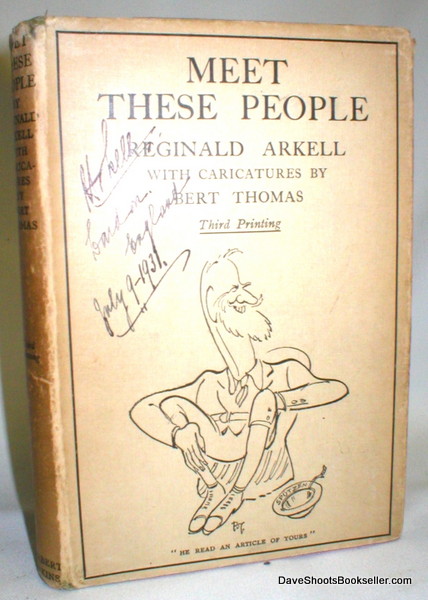 MEET
THESE PEOPLE
REGINALD ARKELL
WITH CARICATURES BY
BERT THOMAS
Third Printing
London.
England
July 9-1931.
BT.
"HE READ AN ARTICLE OF YOURS"
DaveShootsBookseller.com